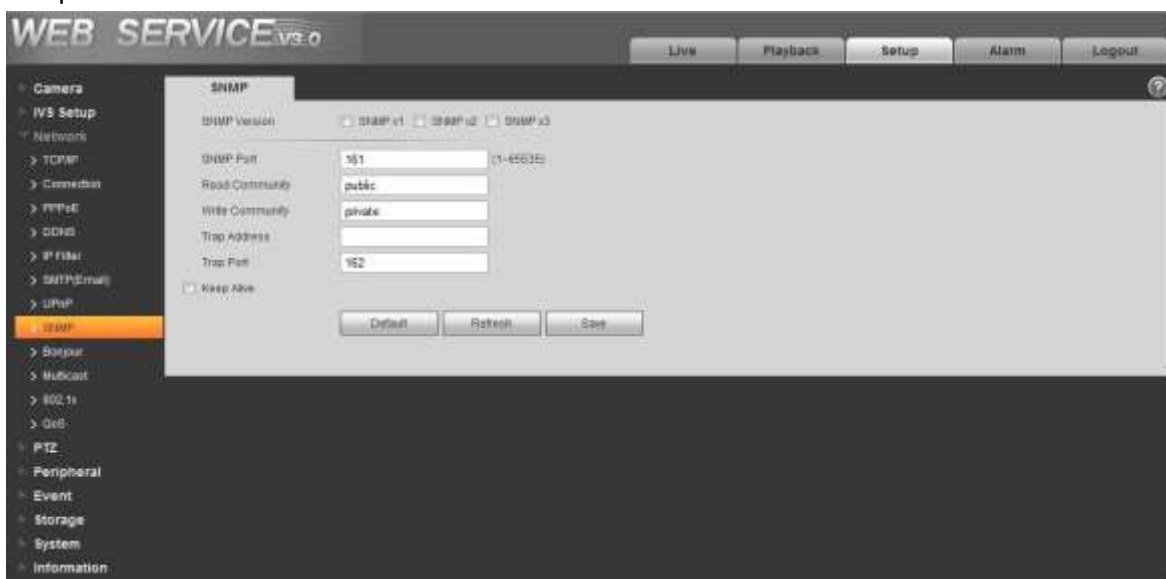 WEB SERVICE V3.0
Live Playback Setup Alarm Logout
Camera
IVS Setup
Network
TCP/IP
Connection
PPPoE
DDNS
IP Filter
SMTP(Email)
UPnP
SNMP
Bonjour
Multicast
802.1x
QoS
PTZ
Peripheral
Event
Storage
System
Information
SNMP
SNMP Version SNMP v1 SNMP v2 SNMP v3
SNMP Port 161 (1~65535)
Read Community public
Write Community private
Trap Address
Trap Port 162
Keep Alive
Default Refresh Save